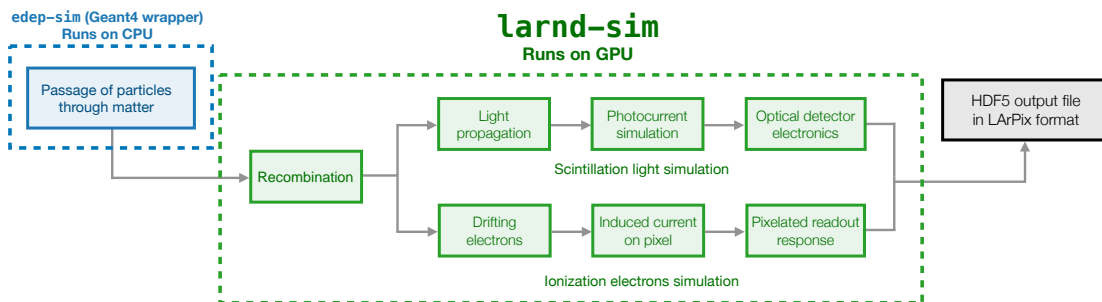 edep-sim (Geant4 wrapper)
Runs on CPU
larnd-sim
Runs on GPU
Passage of particles
through matter
Recombination
Light
propagation
Photocurrent
simulation
Optical detector
electronics
Scintillation light simulation
Drifting
electrons
Induced current
on pixel
Pixelated readout
response
Ionization electrons simulation
HDF5 output file
in LArPix format